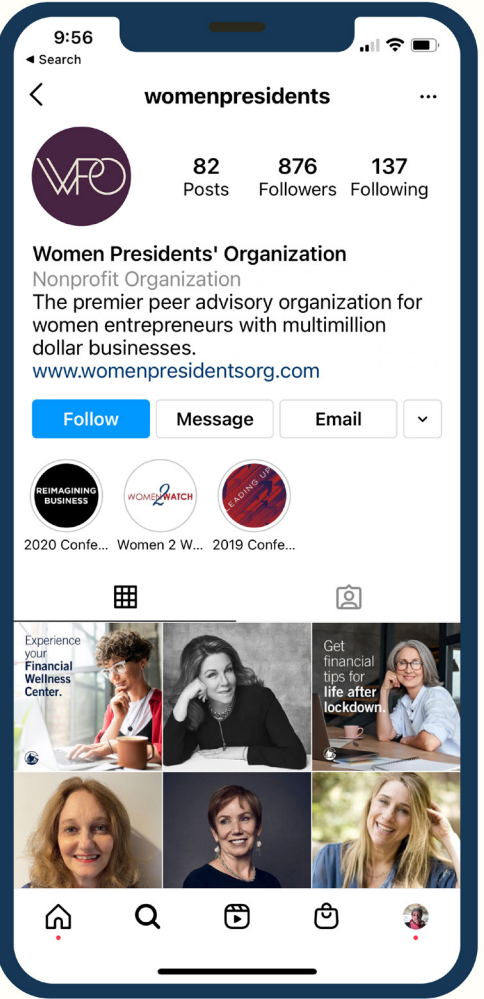 9:56
Search
womenpresidents
WPO
82
Posts
876
Followers
137
Following
Women Presidents' Organization
Nonprofit Organization
The premier peer advisory organization for
women entrepreneurs with multimillion
dollar businesses.
www.womenpresidentsorg.com
Follow
Message
Email
REIMAGINING
BUSINESS
WOMEN2WATCH
LEADING UP
2020 Confe...
Women 2 W...
2019 Confe...
Experience
your
Financial
Wellness
Center.
Get
financial
tips for
life after
lockdown.